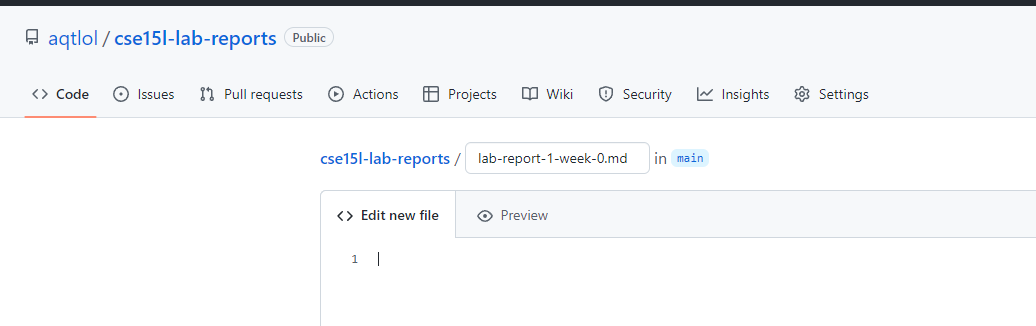 aqtlol / cse15l-lab-reports Public
Code Issues Pull requests Actions Projects Wiki Security Insights Settings
cse15l-lab-reports / lab-report-1-week-0.md in main
Edit new file Preview
1